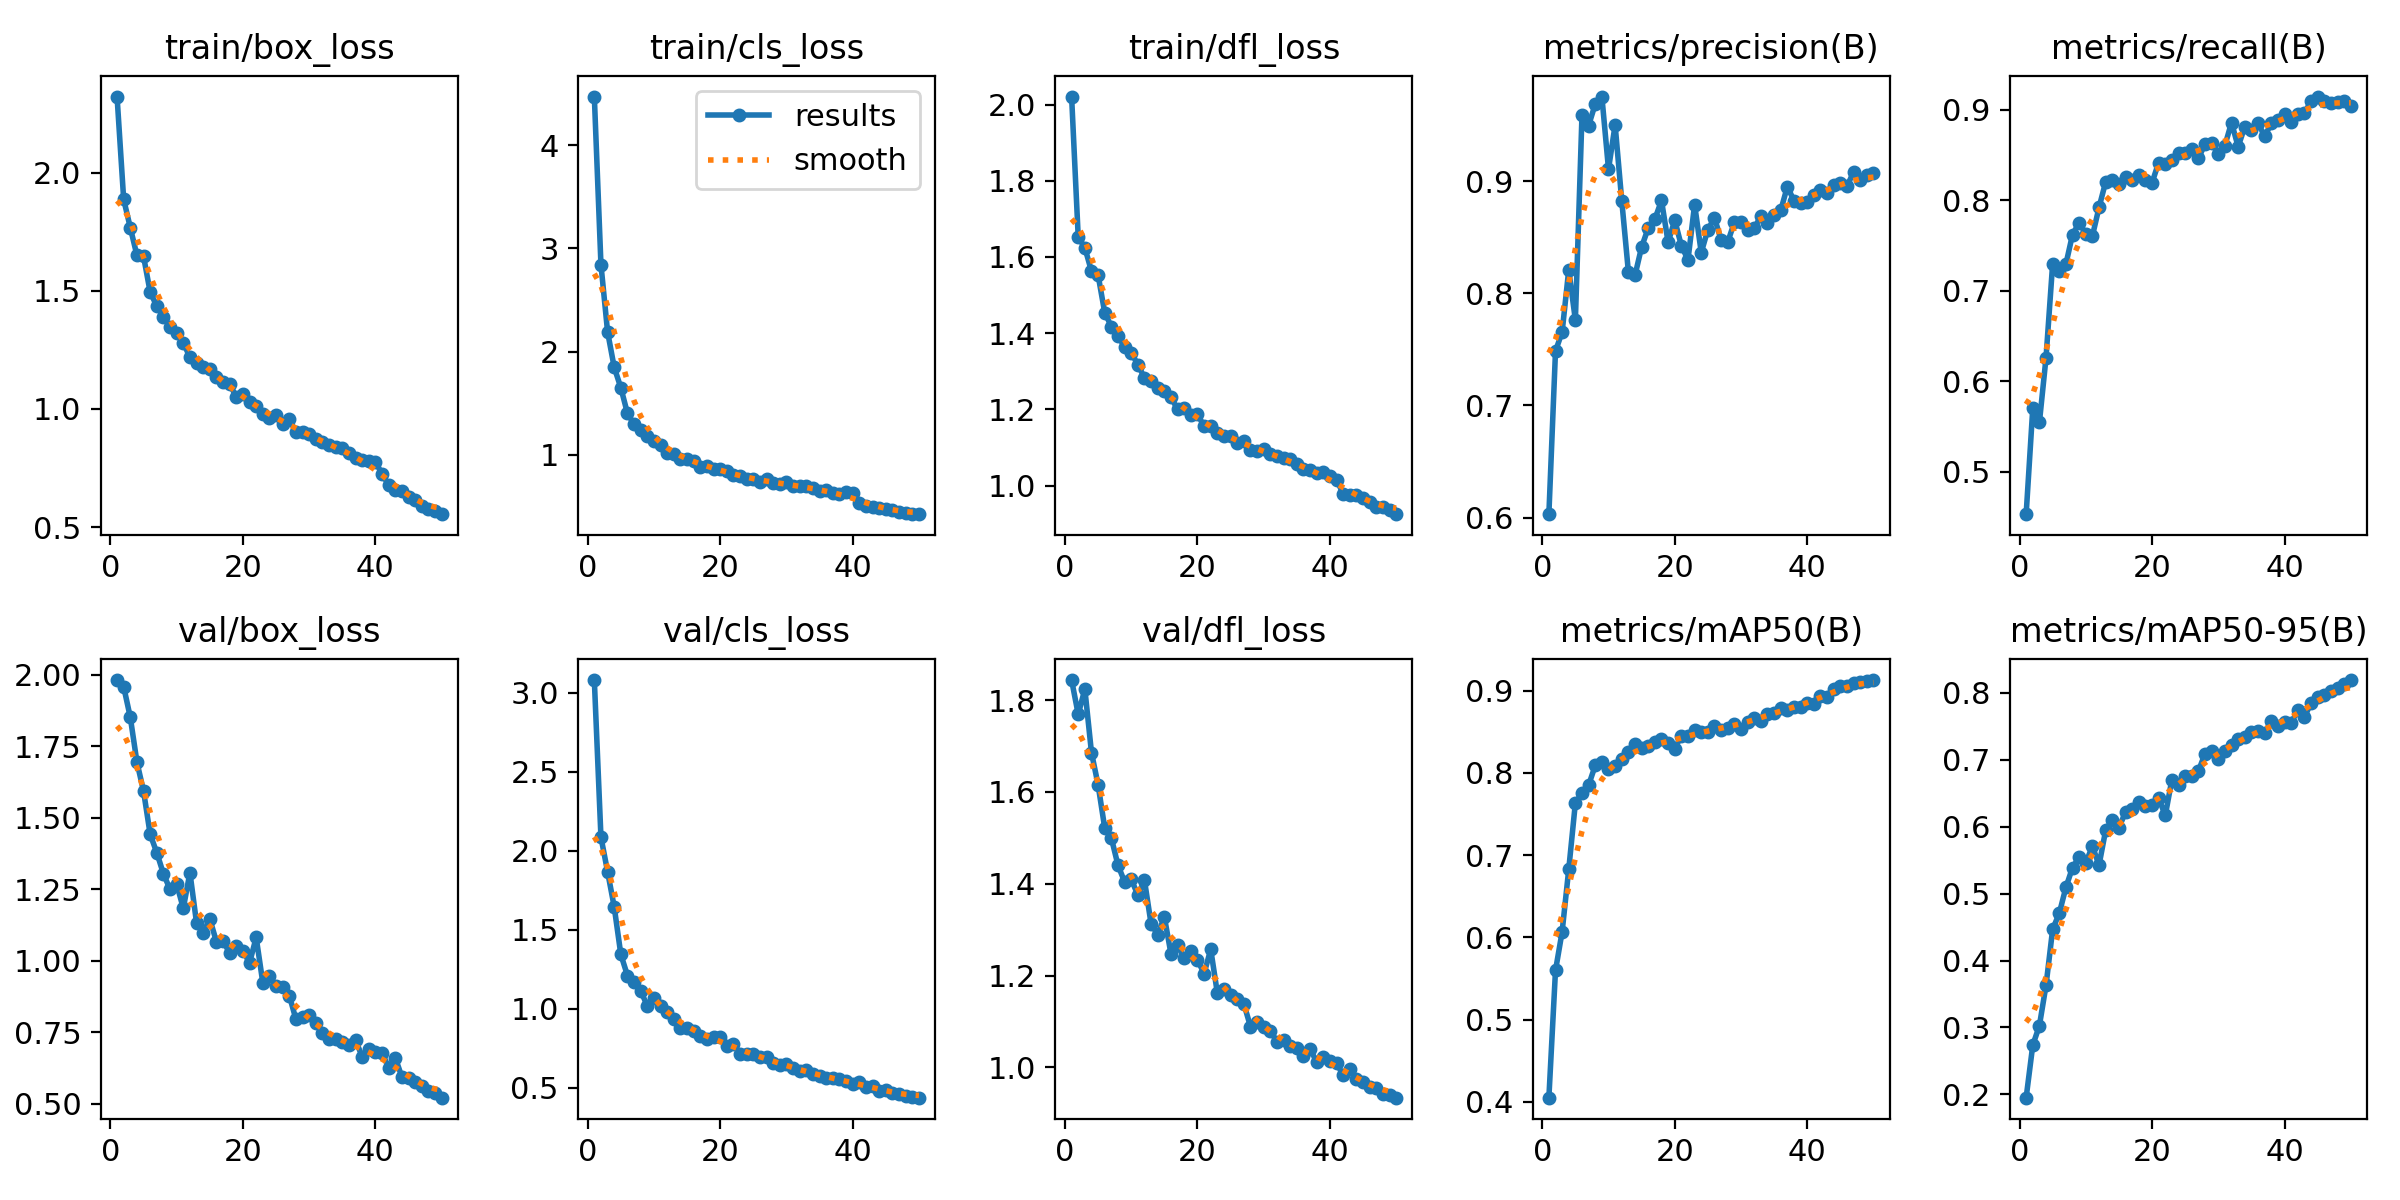 train/box_loss
train/cls_loss
train/dfl_loss
metrics/precision(B)
metrics/recall(B)
results
smooth
2.0
1.5
1.0
0.5
0 20 40
4
3
2
1
0 20 40
2.0
1.8
1.6
1.4
1.2
1.0
0 20 40
0.9
0.8
0.7
0.6
0 20 40
0.9
0.8
0.7
0.6
0.5
0 20 40
val/box_loss
val/cls_loss
val/dfl_loss
metrics/mAP50(B)
metrics/mAP50-95(B)
2.00
1.75
1.50
1.25
1.00
0.75
0.50
0 20 40
3.0
2.5
2.0
1.5
1.0
0.5
0 20 40
1.8
1.6
1.4
1.2
1.0
0 20 40
0.9
0.8
0.7
0.6
0.5
0.4
0 20 40
0.8
0.7
0.6
0.5
0.4
0.3
0.2
0 20 40